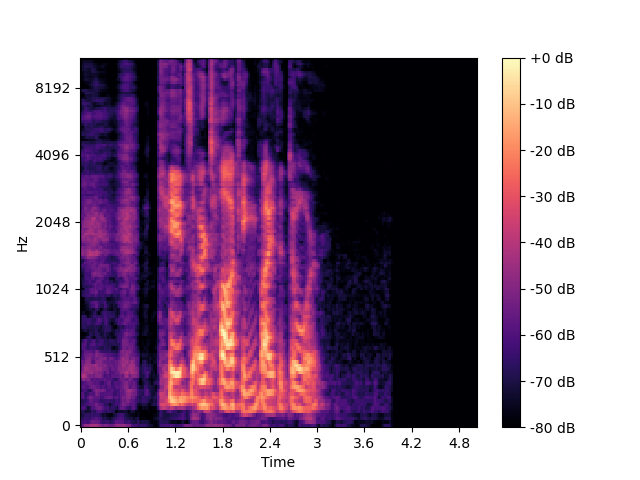 8192
4096
2048
1024
512
0
Hz
0 0.6 1.2 1.8 2.4 3 3.6 4.2 4.8
Time
+0 dB
-10 dB
-20 dB
-30 dB
-40 dB
-50 dB
-60 dB
-70 dB
-80 dB